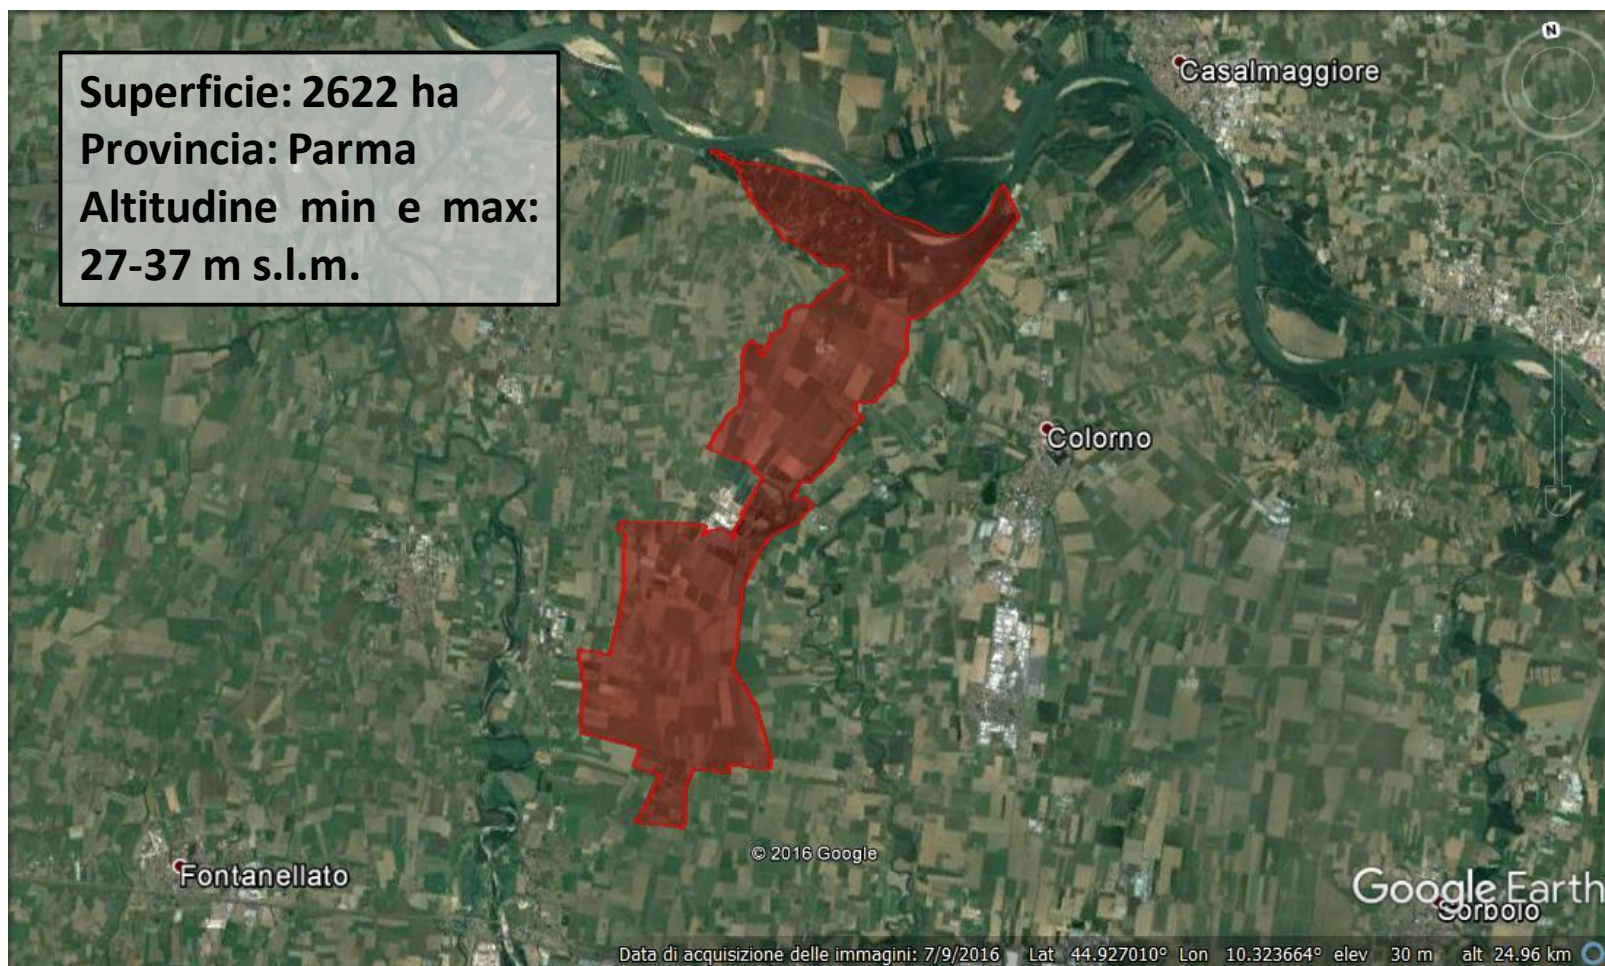 N
Casalmaggiore
Superficie: 2622 ha
Provincia: Parma
Altitudine min e max:
27-37 m s.l.m.
Colorno
© 2016 Google
Fontanellato
Google Earth
Sorbolo
Data di acquisizione delle immagini: 7/9/2016 Lat 44.927010° Lon 10.323664° elev 30 m alt 24.96 km